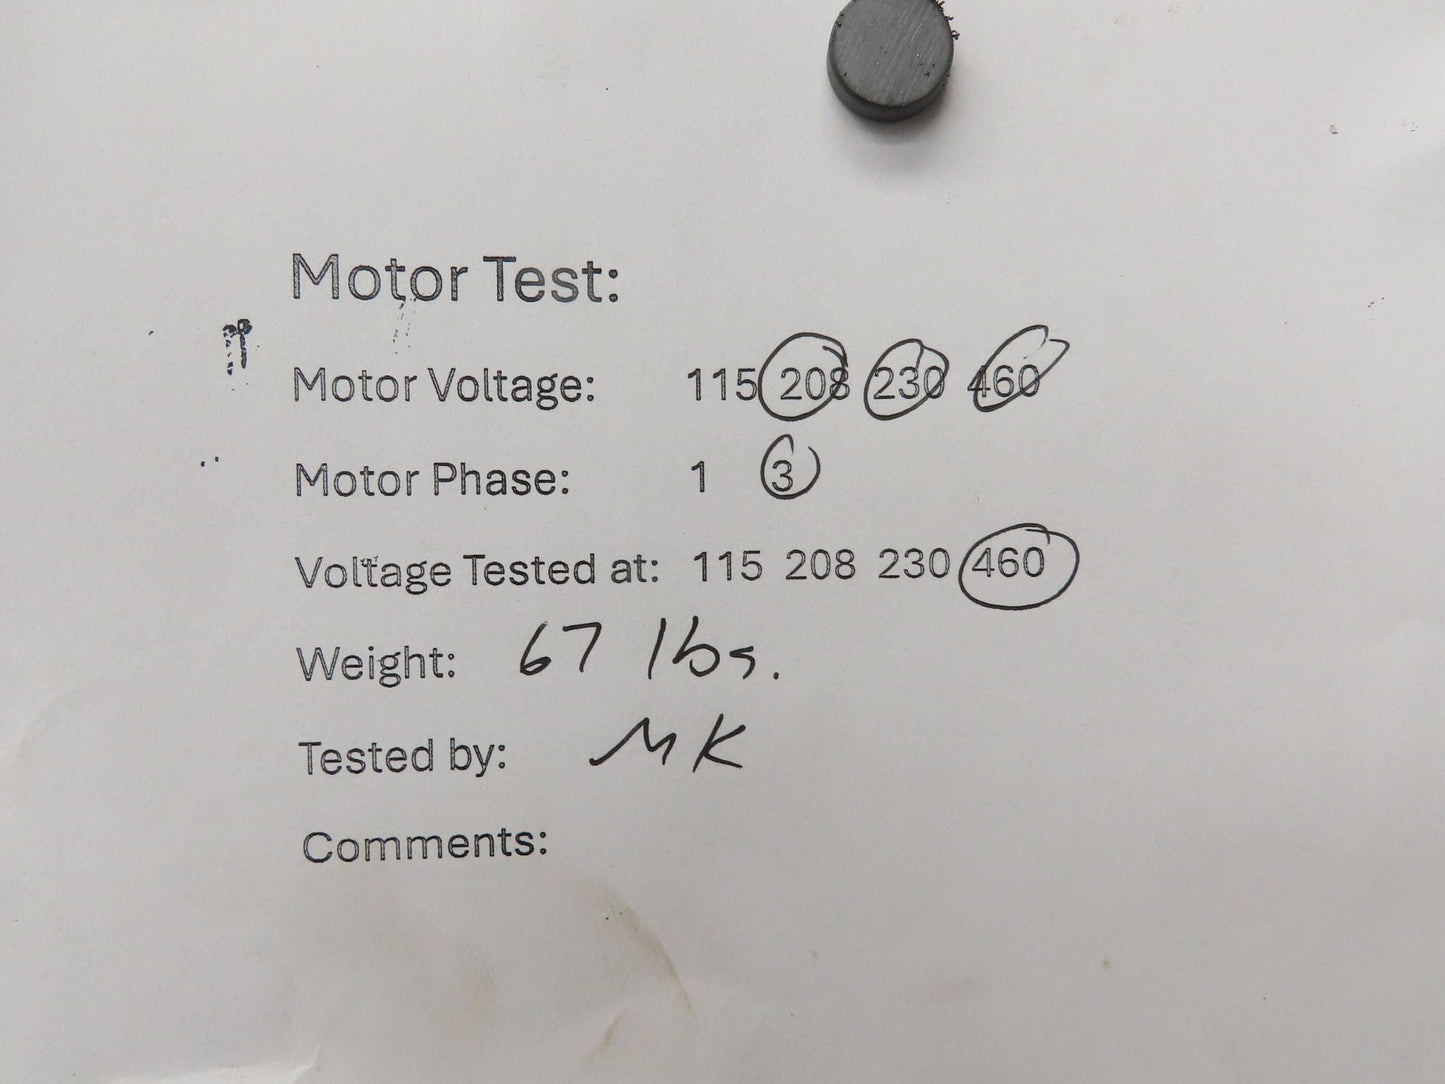 Motor Test:
Motor Voltage: 115 208 230 460
Motor Phase: 1 3
Voltage Tested at: 115 208 230 460
Weight: 67 lbs.
Tested by: MK
Comments: